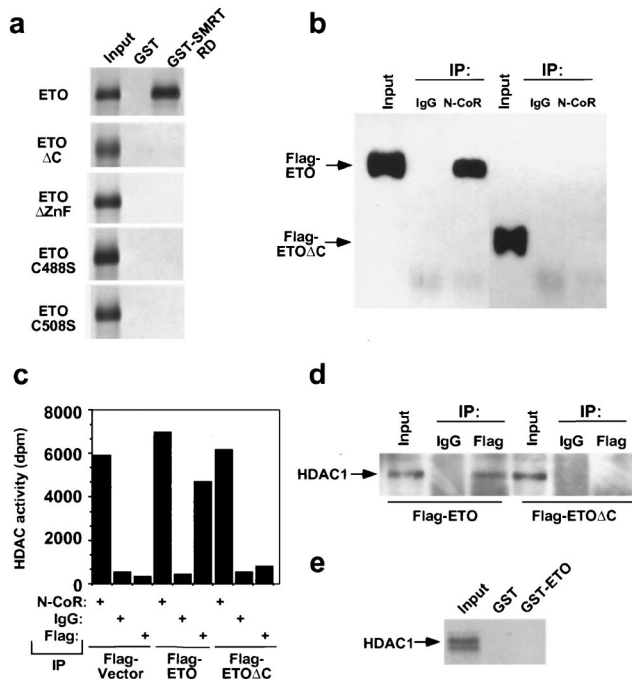 a
Input
GST
GST-SMRT
RD
ETO
ETO
ΔC
ETO
ΔZnF
ETO
C488S
ETO
C508S
b
Input
IP:
IgG N-CoR
Input
IP:
IgG N-CoR
Flag-
ETO
Flag-
ETOΔC
c
HDAC activity (dpm)
8000
6000
4000
2000
0
N-CoR: + + +
IgG: + + +
Flag: + + +
IP
Flag-
Vector
Flag-
ETO
Flag-
ETOΔC
d
Input
IP:
IgG Flag
Input
IP:
IgG Flag
HDAC1
Flag-ETO
Flag-ETOΔC
e
Input
GST
GST-ETO
HDAC1